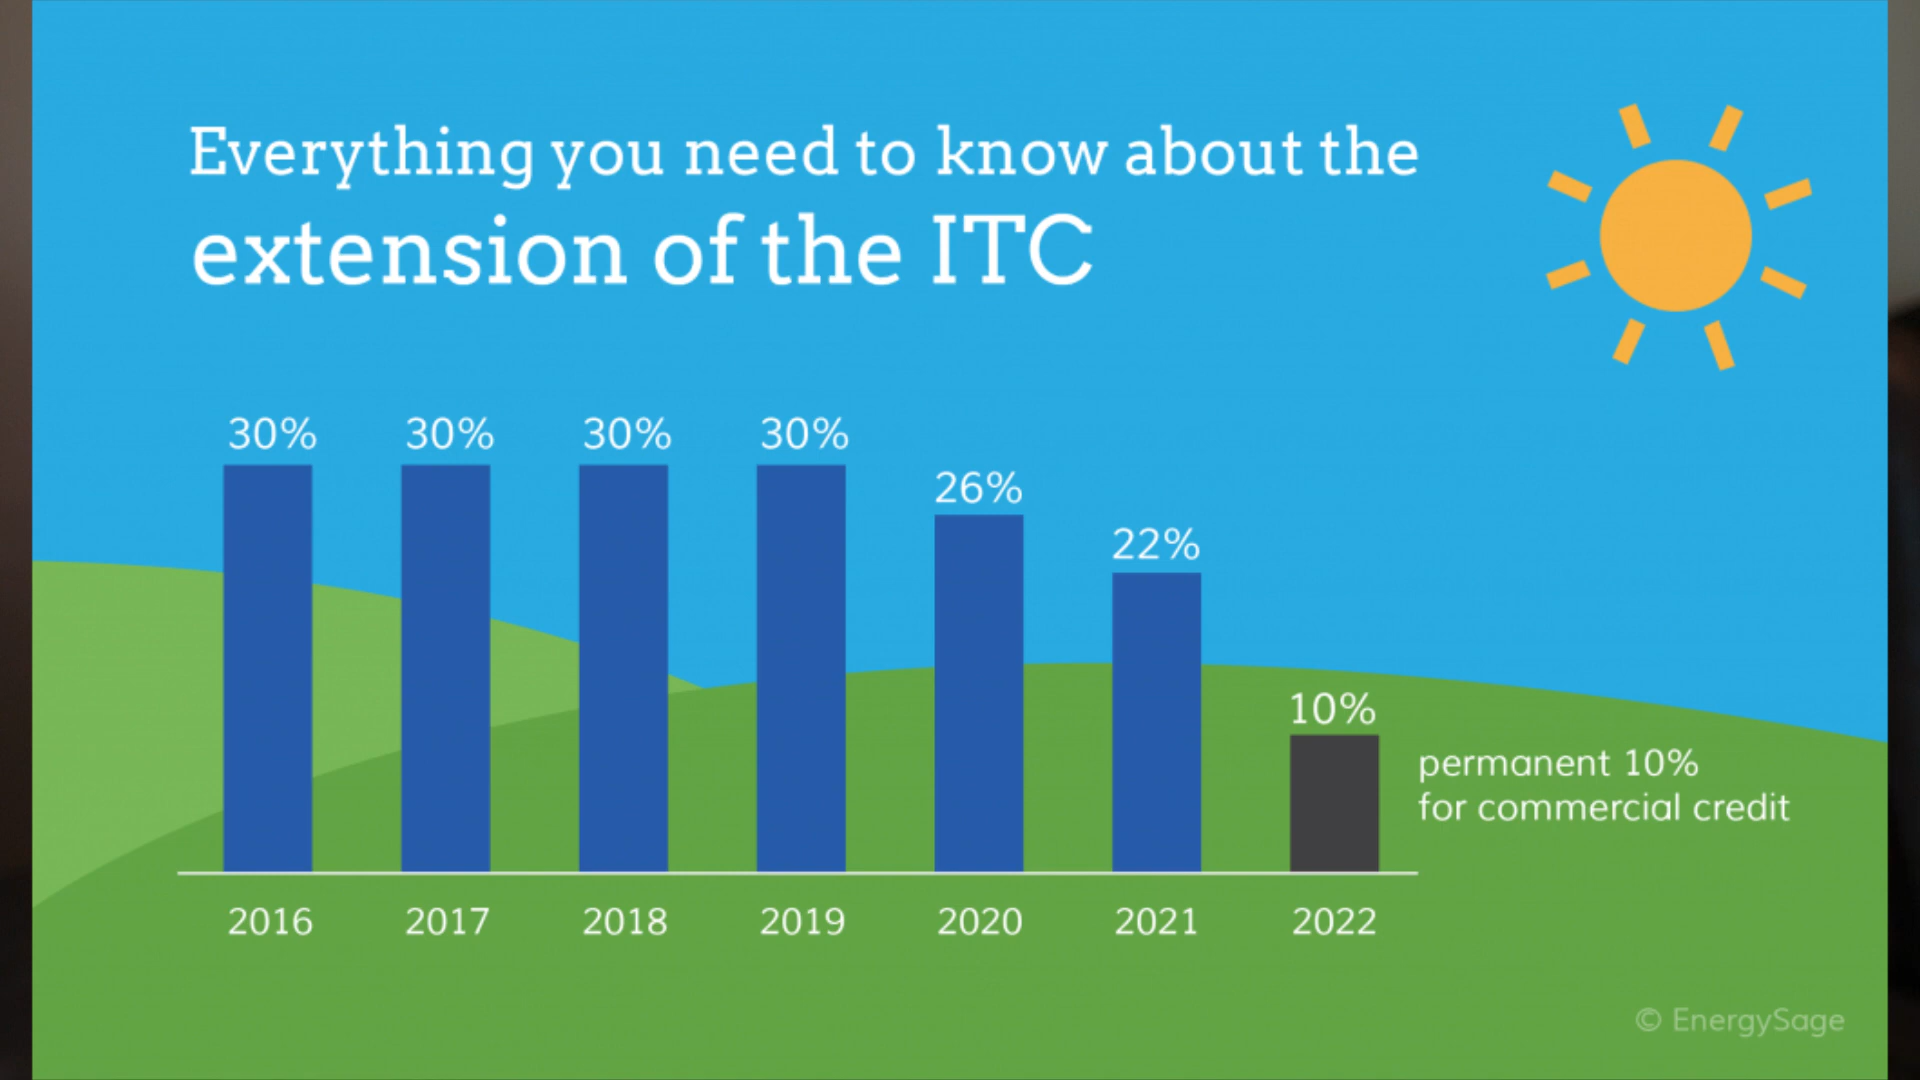 Everything you need to know about the
extension of the ITC
30% 30% 30% 30%
26%
22%
10%
permanent 10%
for commercial credit
2016 2017 2018 2019 2020 2021 2022
© EnergySage